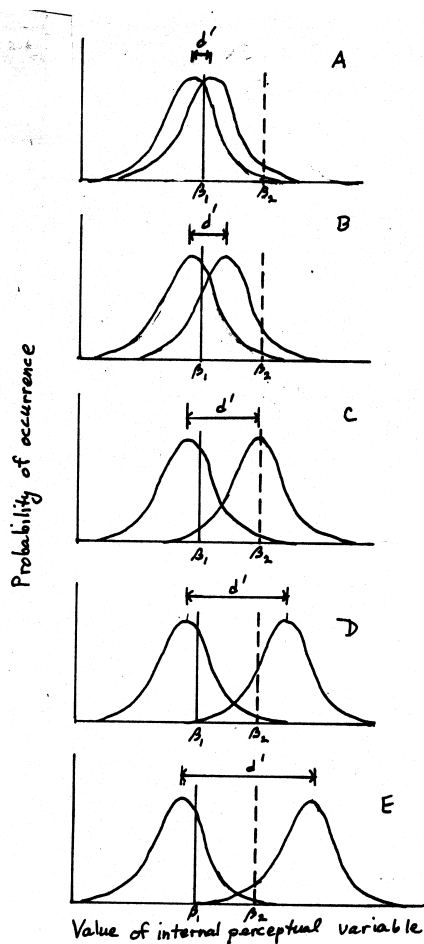 d'
A
β₁
β₂
d'
B
β₁
β₂
d'
C
β₁
β₂
d'
D
β₁
β₂
d'
E
β₁
β₂
Probability of occurrence
Value of internal perceptual variable